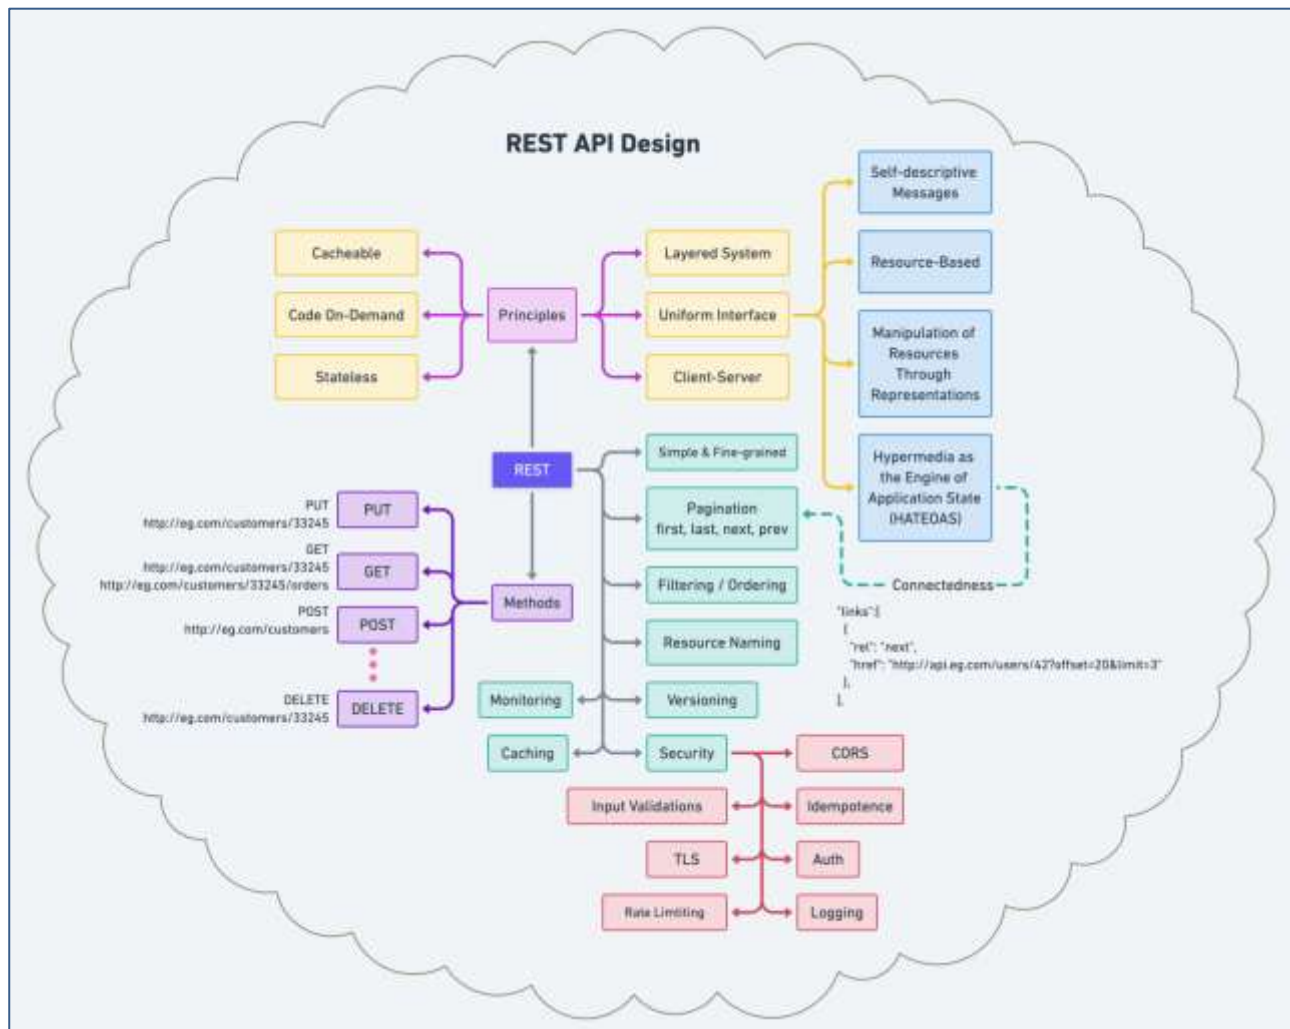 REST API Design
Self-descriptive
Messages
Cacheable
Layered System
Resource-Based
Code On-Demand
Principles
Uniform Interface
Manipulation of
Resources
Through
Representations
Stateless
Client-Server
Simple & Fine-grained
Hypermedia as
the Engine of
Application State
(HATEOAS)
REST
PUT
http://eg.com/customers/33245
PUT
Pagination
first, last, next, prev
GET
http://eg.com/customers/33245
http://eg.com/customers/33245/orders
GET
Filtering / Ordering
Connectedness
Methods
POST
http://eg.com/customers
POST
Resource Naming
"links":[
{
"rel": "next",
"href": "http://api.eg.com/users/42?offset=20&limit=3"
],
],
DELETE
http://eg.com/customers/33245
DELETE
Monitoring
Versioning
Caching
Security
CORS
Input Validations
Idempotence
TLS
Auth
Rate Limtiting
Logging